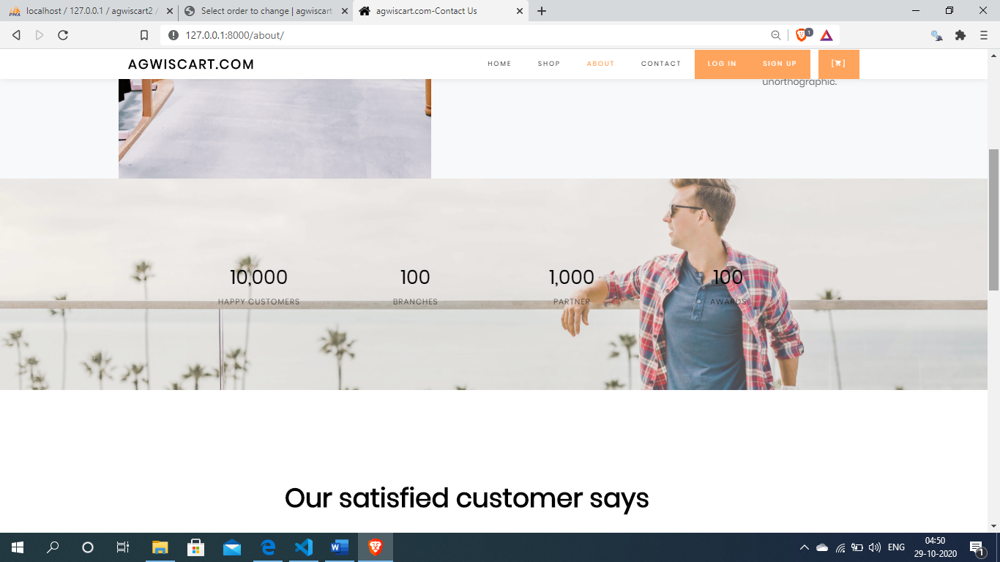 localhost / 127.0.0.1 / agwiscart2 /
Select order to change | agwiscart
agwiscart.com-Contact Us
127.0.0.1:8000/about/
1
AGWISCART.COM
HOME
SHOP
ABOUT
CONTACT
LOG IN
SIGN UP
[ ]
unorthographic.
10,000
100
1,000
100
HAPPY CUSTOMERS
BRANCHES
PARTNER
AWARDS
Our satisfied customer says
ENG
04:50
29-10-2020
1